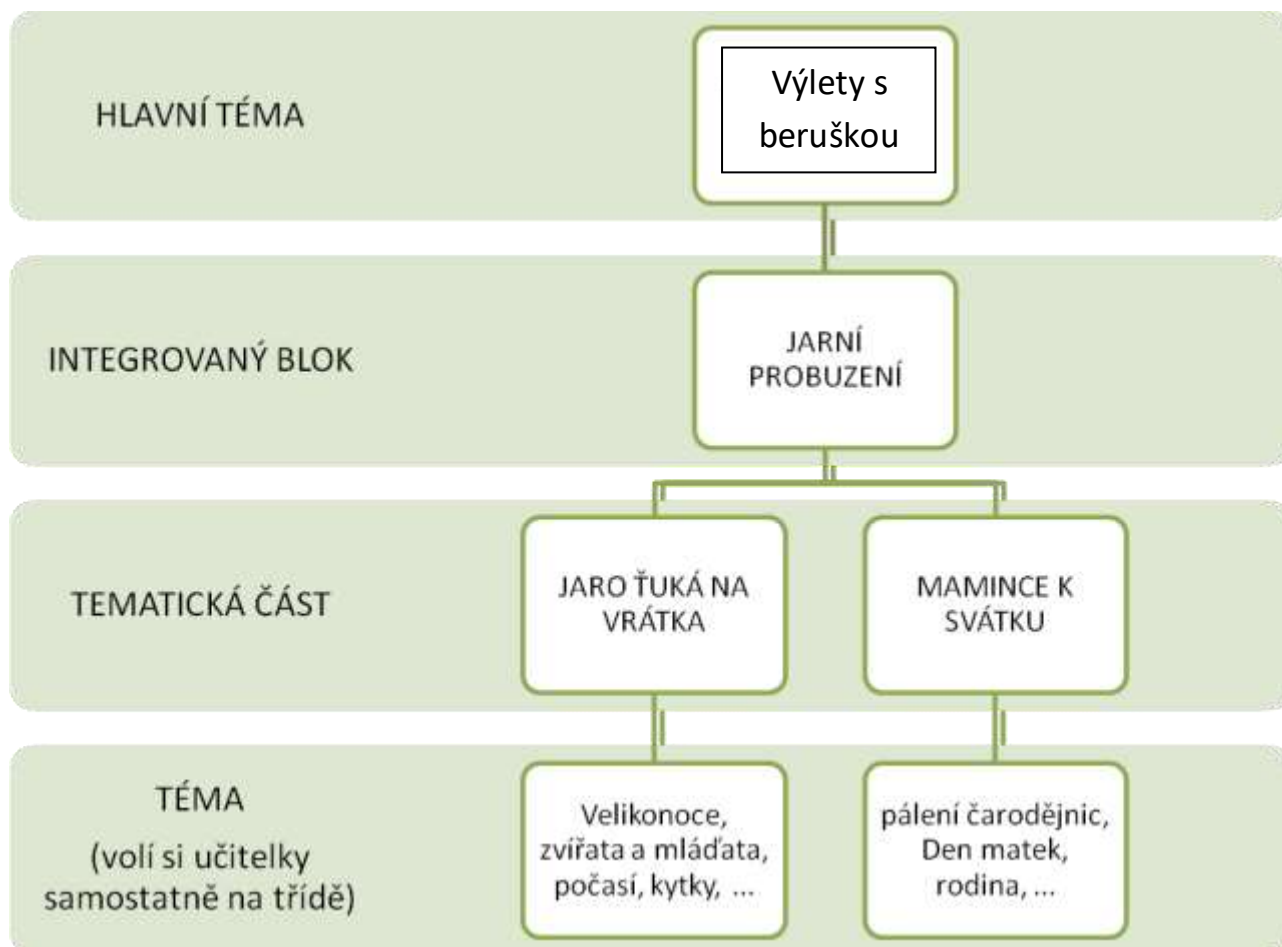 HLAVNÍ TÉMA
Výlety s
beruškou
INTEGROVANÝ BLOK
JARNÍ
PROBUZENÍ
TEMATICKÁ ČÁST
JARO ŤUKÁ NA
VRÁTKA
MAMINCE K
SVÁTKU
TÉMA
(volí si učitelky
samostatně na třídě)
Velikonoce,
zvířata a mláďata,
počasí, kytky, ...
pálení čarodějnic,
Den matek,
rodina, ...